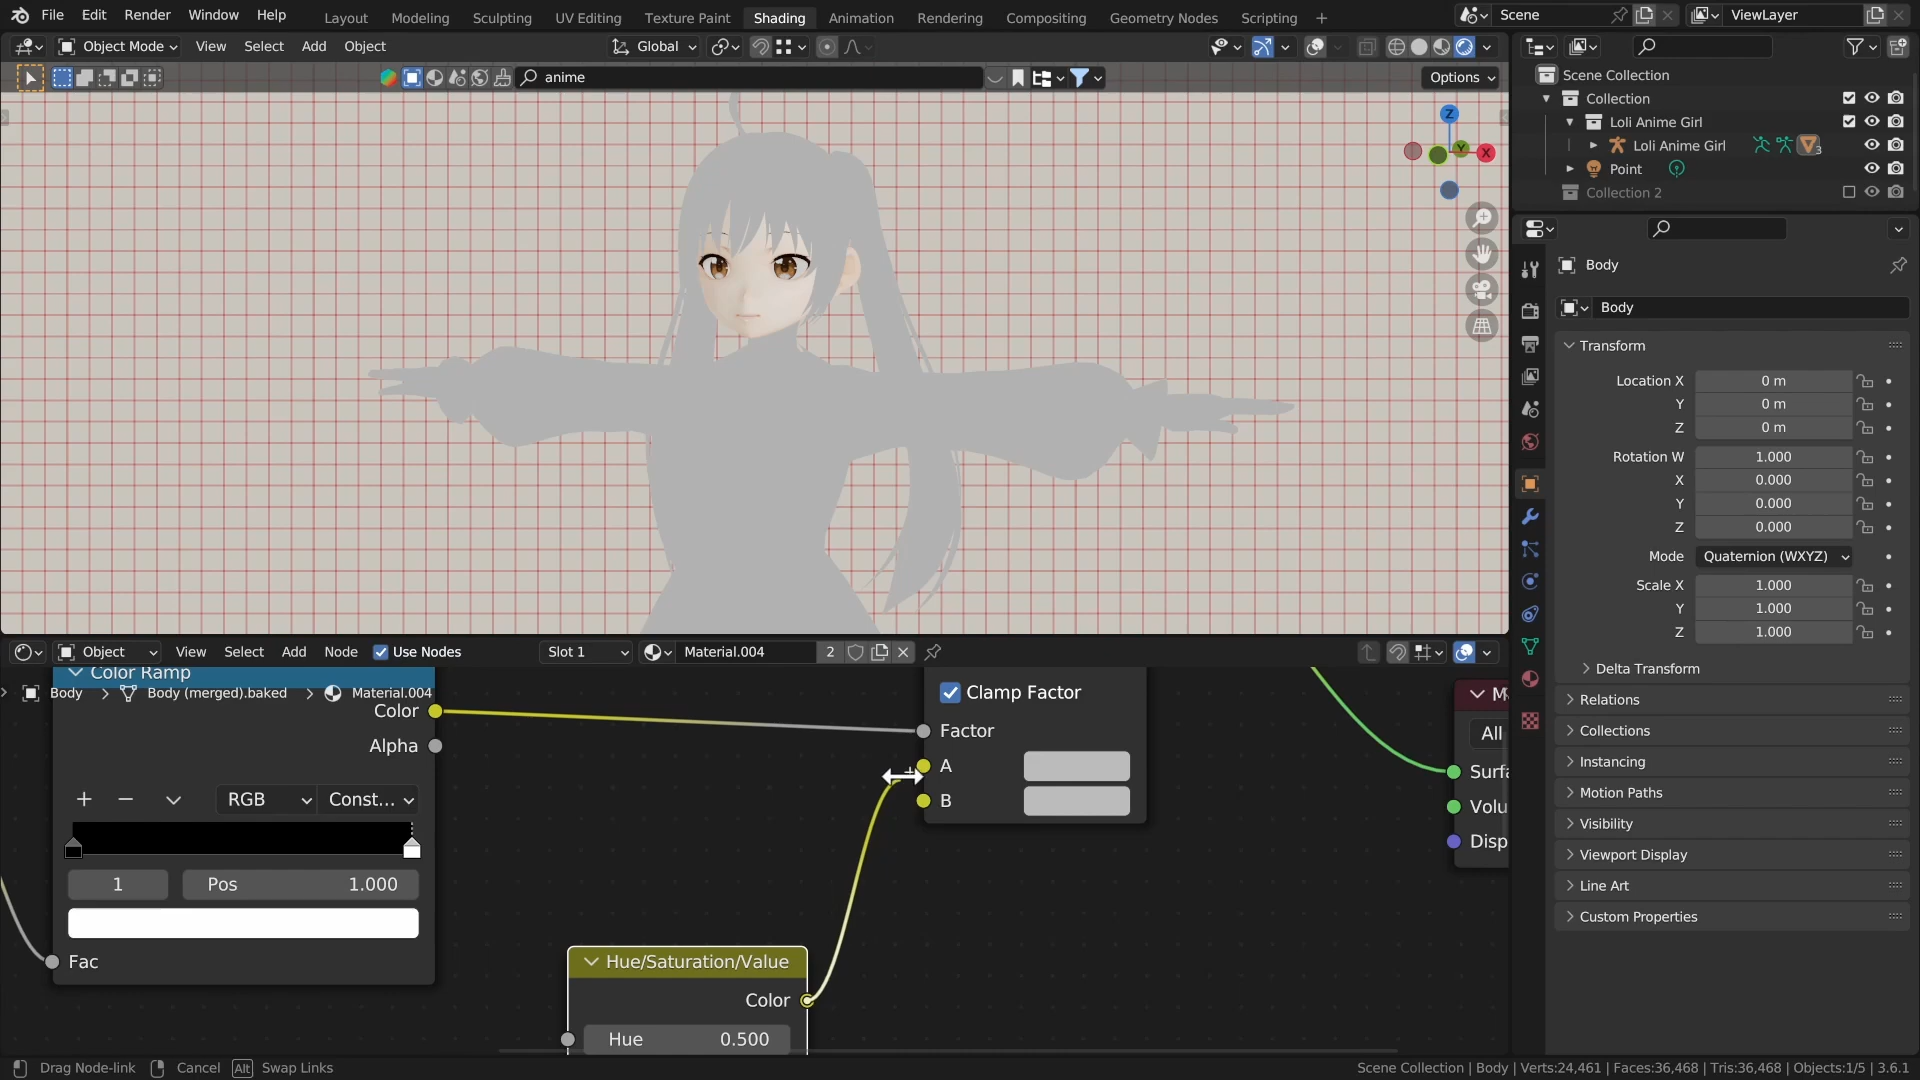 File Edit Render Window Help
Layout Modeling Sculpting UV Editing Texture Paint Shading Animation Rendering Compositing Geometry Nodes Scripting +
Scene
ViewLayer
Object Mode View Select Add Object
Global
anime
Options
Z
Y
X
Scene Collection
Collection
Loli Anime Girl
Loli Anime Girl
3
Point
Collection 2
Body
Body
Transform
Location X 0 m
Y 0 m
Z 0 m
Rotation W 1.000
X 0.000
Y 0.000
Z 0.000
Mode Quaternion (WXYZ)
Scale X 1.000
Y 1.000
Z 1.000
Delta Transform
Relations
Collections
Instancing
Motion Paths
Visibility
Viewport Display
Line Art
Custom Properties
Object View Select Add Node Use Nodes Slot 1 Material.004 2
Color Ramp
Body > Body (merged).baked > Material.004
Color
Alpha
+ − RGB Const...
1 Pos 1.000
Fac
Clamp Factor
Factor
A
B
Hue/Saturation/Value
Color
Hue 0.500
All
Surf
Volu
Disp
Drag Node-link Cancel Alt Swap Links
Scene Collection | Body | Verts:24,461 | Faces:36,468 | Tris:36,468 | Objects:1/5 | 3.6.1